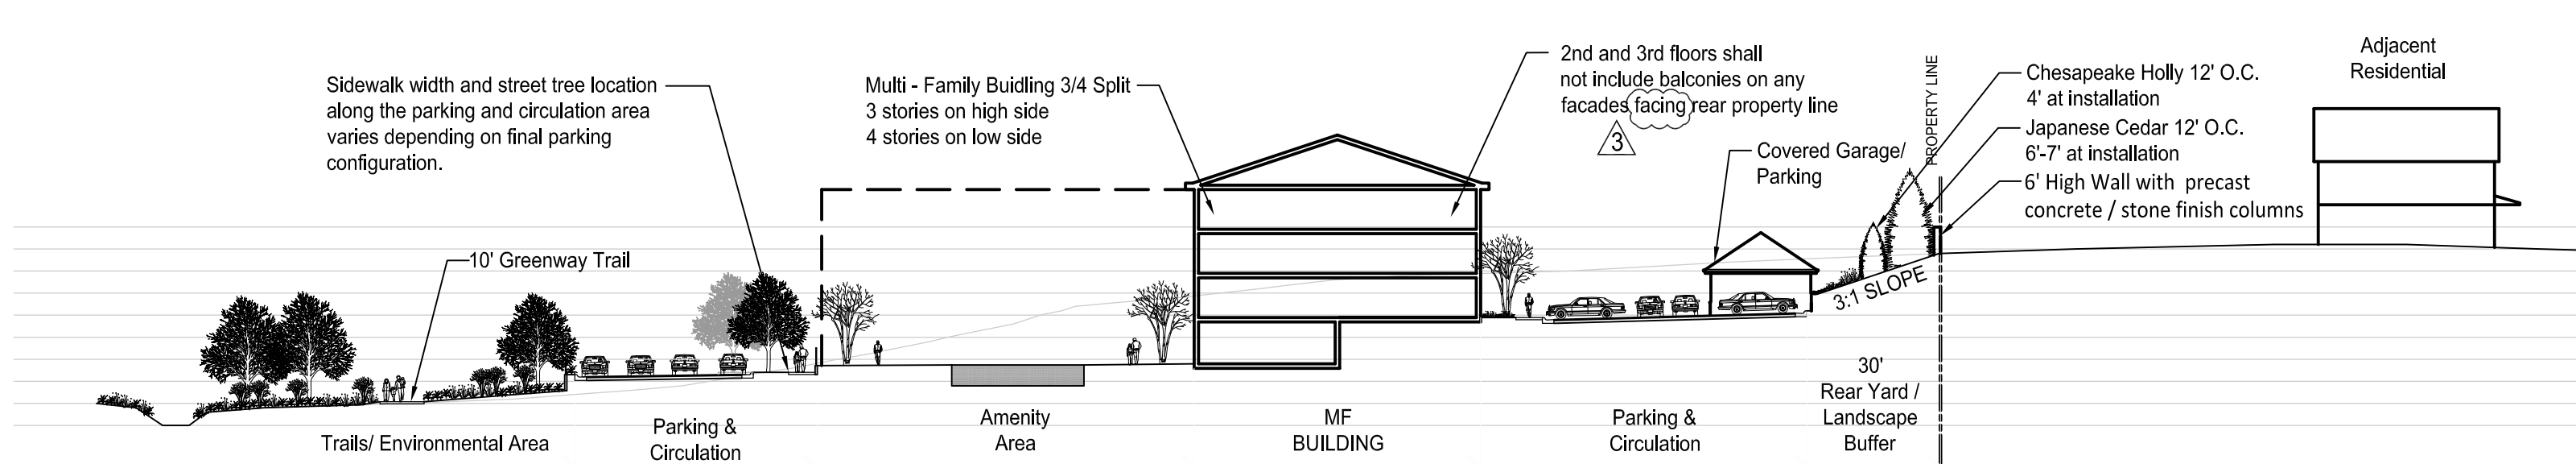 Sidewalk width and street tree location
along the parking and circulation area
varies depending on final parking
configuration.
Multi - Family Buidling 3/4 Split
3 stories on high side
4 stories on low side
2nd and 3rd floors shall
not include balconies on any
facades facing rear property line
3
Covered Garage/
Parking
PROPERTY LINE
Chesapeake Holly 12' O.C.
4' at installation
Japanese Cedar 12' O.C.
6'-7' at installation
6' High Wall with precast
concrete / stone finish columns
Adjacent
Residential
10' Greenway Trail
3:1 SLOPE
Trails/ Environmental Area
Parking &
Circulation
Amenity
Area
MF
BUILDING
Parking &
Circulation
30'
Rear Yard /
Landscape
Buffer